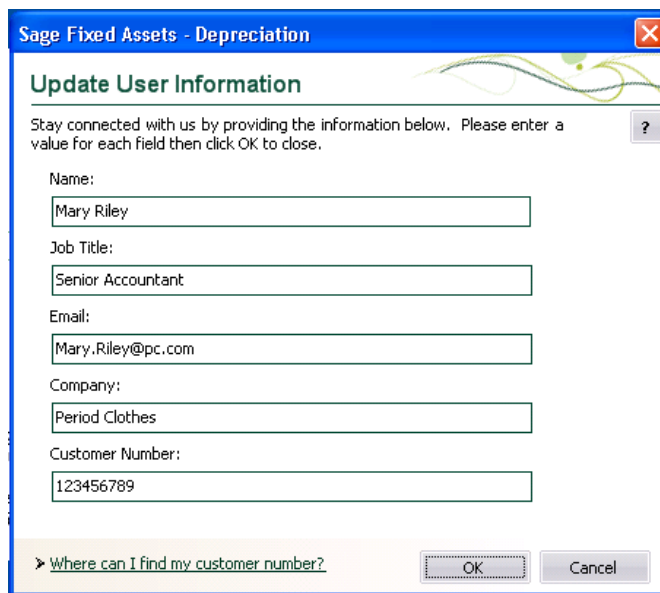 Sage Fixed Assets - Depreciation
Update User Information
Stay connected with us by providing the information below. Please enter a
value for each field then click OK to close.
?
Name:
Mary Riley
Job Title:
Senior Accountant
Email:
Mary.Riley@pc.com
Company:
Period Clothes
Customer Number:
123456789
Where can I find my customer number?
OK
Cancel